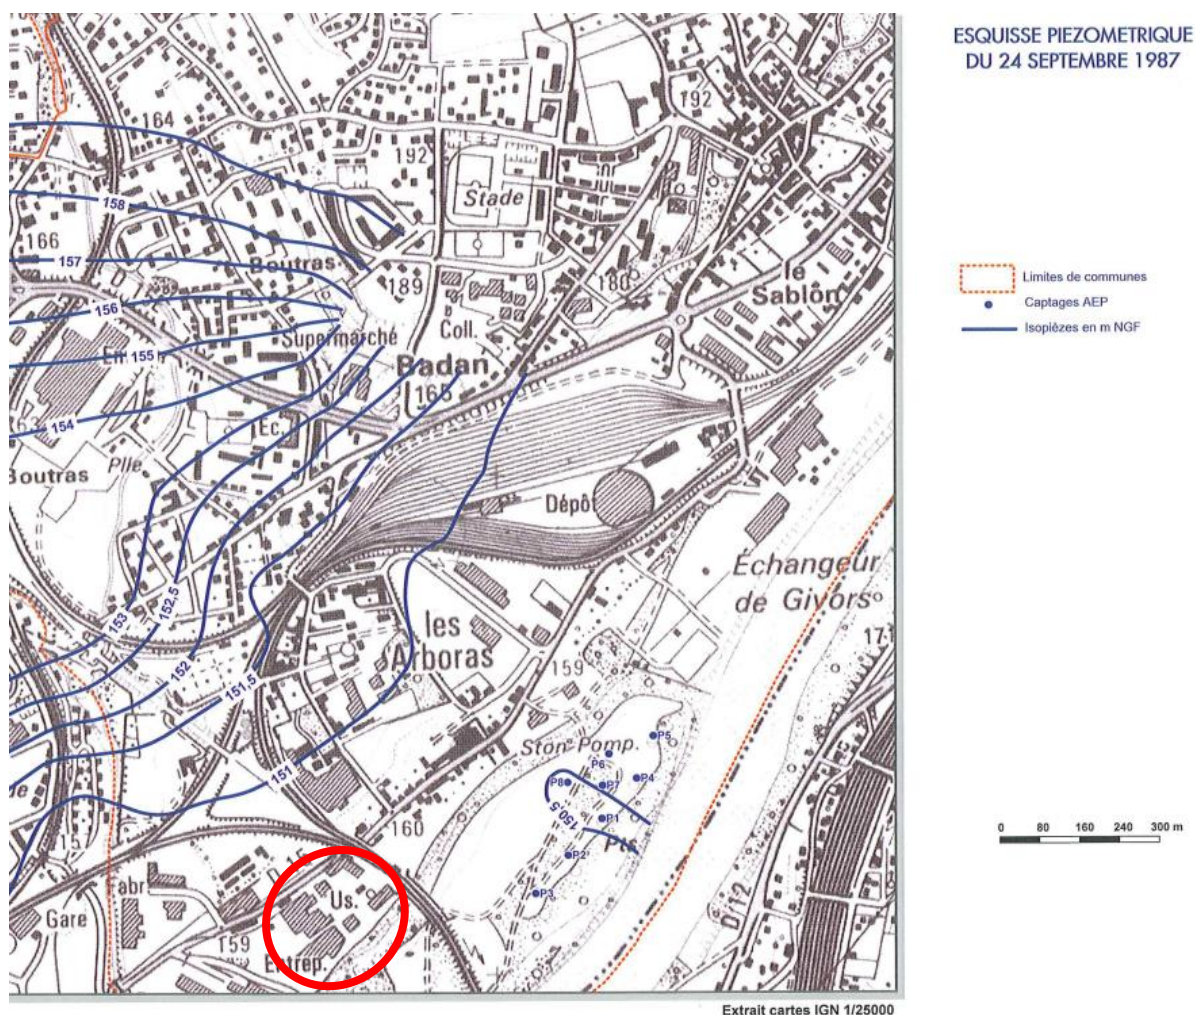 ESQUISSE PIEZOMETRIQUE
DU 24 SEPTEMBRE 1987
164
192
192
Stade
158
166
157
Boutras
189
180
le
Sablon
156
Supermarché
Coll.
155
Badan
165
154
Ec.
Boutras
Plle
Dépôt
Échangeur
de Givors
153
152,5
152
151,5
les
Arboras
159
Ston Pomp.
P5
P6
P4
P8
P7
150,5
P1
Pts
P2
P3
151
160
Us.
Gare
159
Entrep.
D 12
Limites de communes
Captages AEP
Isopièzes en m NGF
0 80 160 240 300 m
Extrait cartes IGN 1/25000